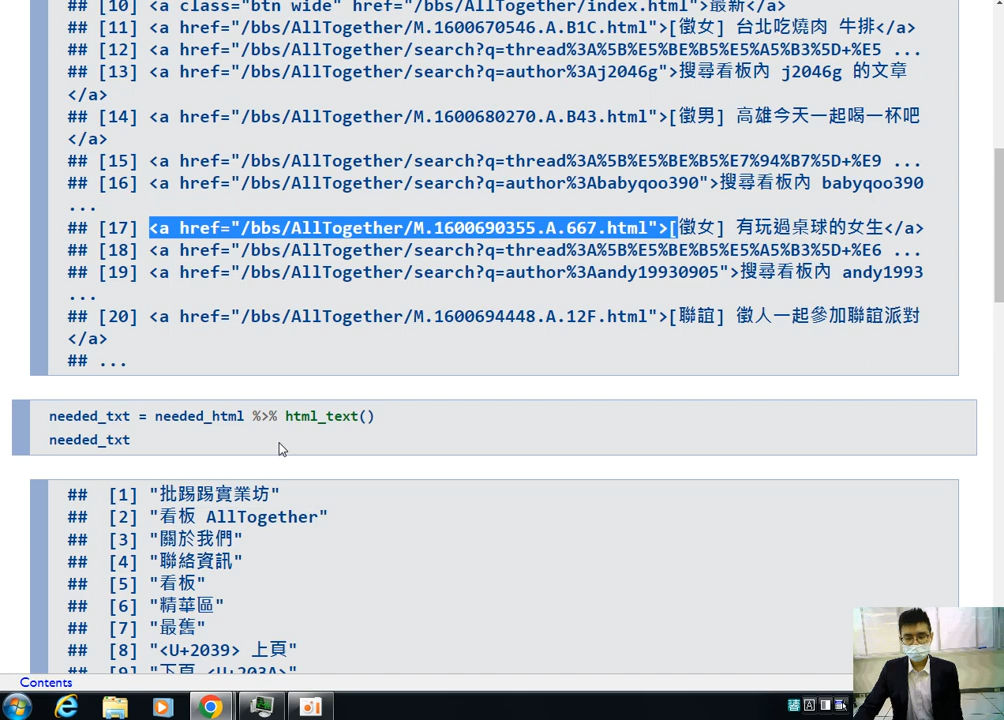 ## [10] <a class="btn wide" href="/bbs/AllTogether/index.html">最新</a>
## [11] <a href="/bbs/AllTogether/M.1600670546.A.B1C.html">[徵女] 台北吃燒肉 牛排</a>
## [12] <a href="/bbs/AllTogether/search?q=thread%3A%5B%E5%BE%B5%E5%A5%B3%5D+%E5 ...
## [13] <a href="/bbs/AllTogether/search?q=author%3Aj2046g">搜尋看板內 j2046g 的文章
</a>
## [14] <a href="/bbs/AllTogether/M.1600680270.A.B43.html">[徵男] 高雄今天一起喝一杯吧
</a>
## [15] <a href="/bbs/AllTogether/search?q=thread%3A%5B%E5%BE%B5%E7%94%B7%5D+%E9 ...
## [16] <a href="/bbs/AllTogether/search?q=author%3Ababyqoo390">搜尋看板內 babyqoo390
...
## [17] <a href="/bbs/AllTogether/M.1600690355.A.667.html">[徵女] 有玩過桌球的女生</a>
## [18] <a href="/bbs/AllTogether/search?q=thread%3A%5B%E5%BE%B5%E5%A5%B3%5D+%E6 ...
## [19] <a href="/bbs/AllTogether/search?q=author%3Aandy19930905">搜尋看板內 andy1993
...
## [20] <a href="/bbs/AllTogether/M.1600694448.A.12F.html">[聯誼] 徵人一起參加聯誼派對
</a>
## ...
needed_txt = needed_html %>% html_text()
needed_txt
## [1] "批踢踢實業坊"
## [2] "看板 AllTogether"
## [3] "關於我們"
## [4] "聯絡資訊"
## [5] "看板"
## [6] "精華區"
## [7] "最舊"
## [8] "<U+2039> 上頁"
## [9] "下頁 <U+203A>"
Contents